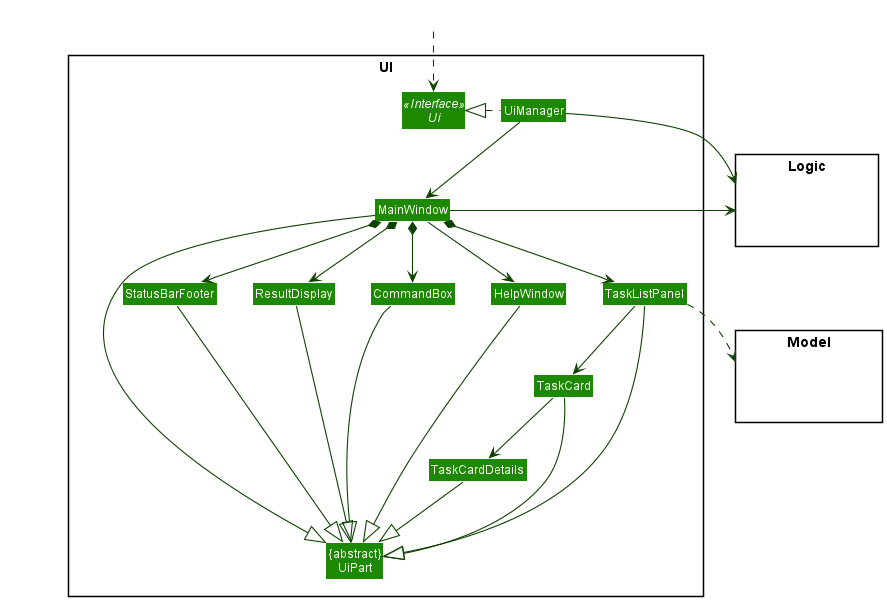 UI
«Interface»
Ui
UiManager
Logic
MainWindow
StatusBarFooter
ResultDisplay
CommandBox
HelpWindow
TaskListPanel
Model
TaskCard
TaskCardDetails
{abstract}
UiPart